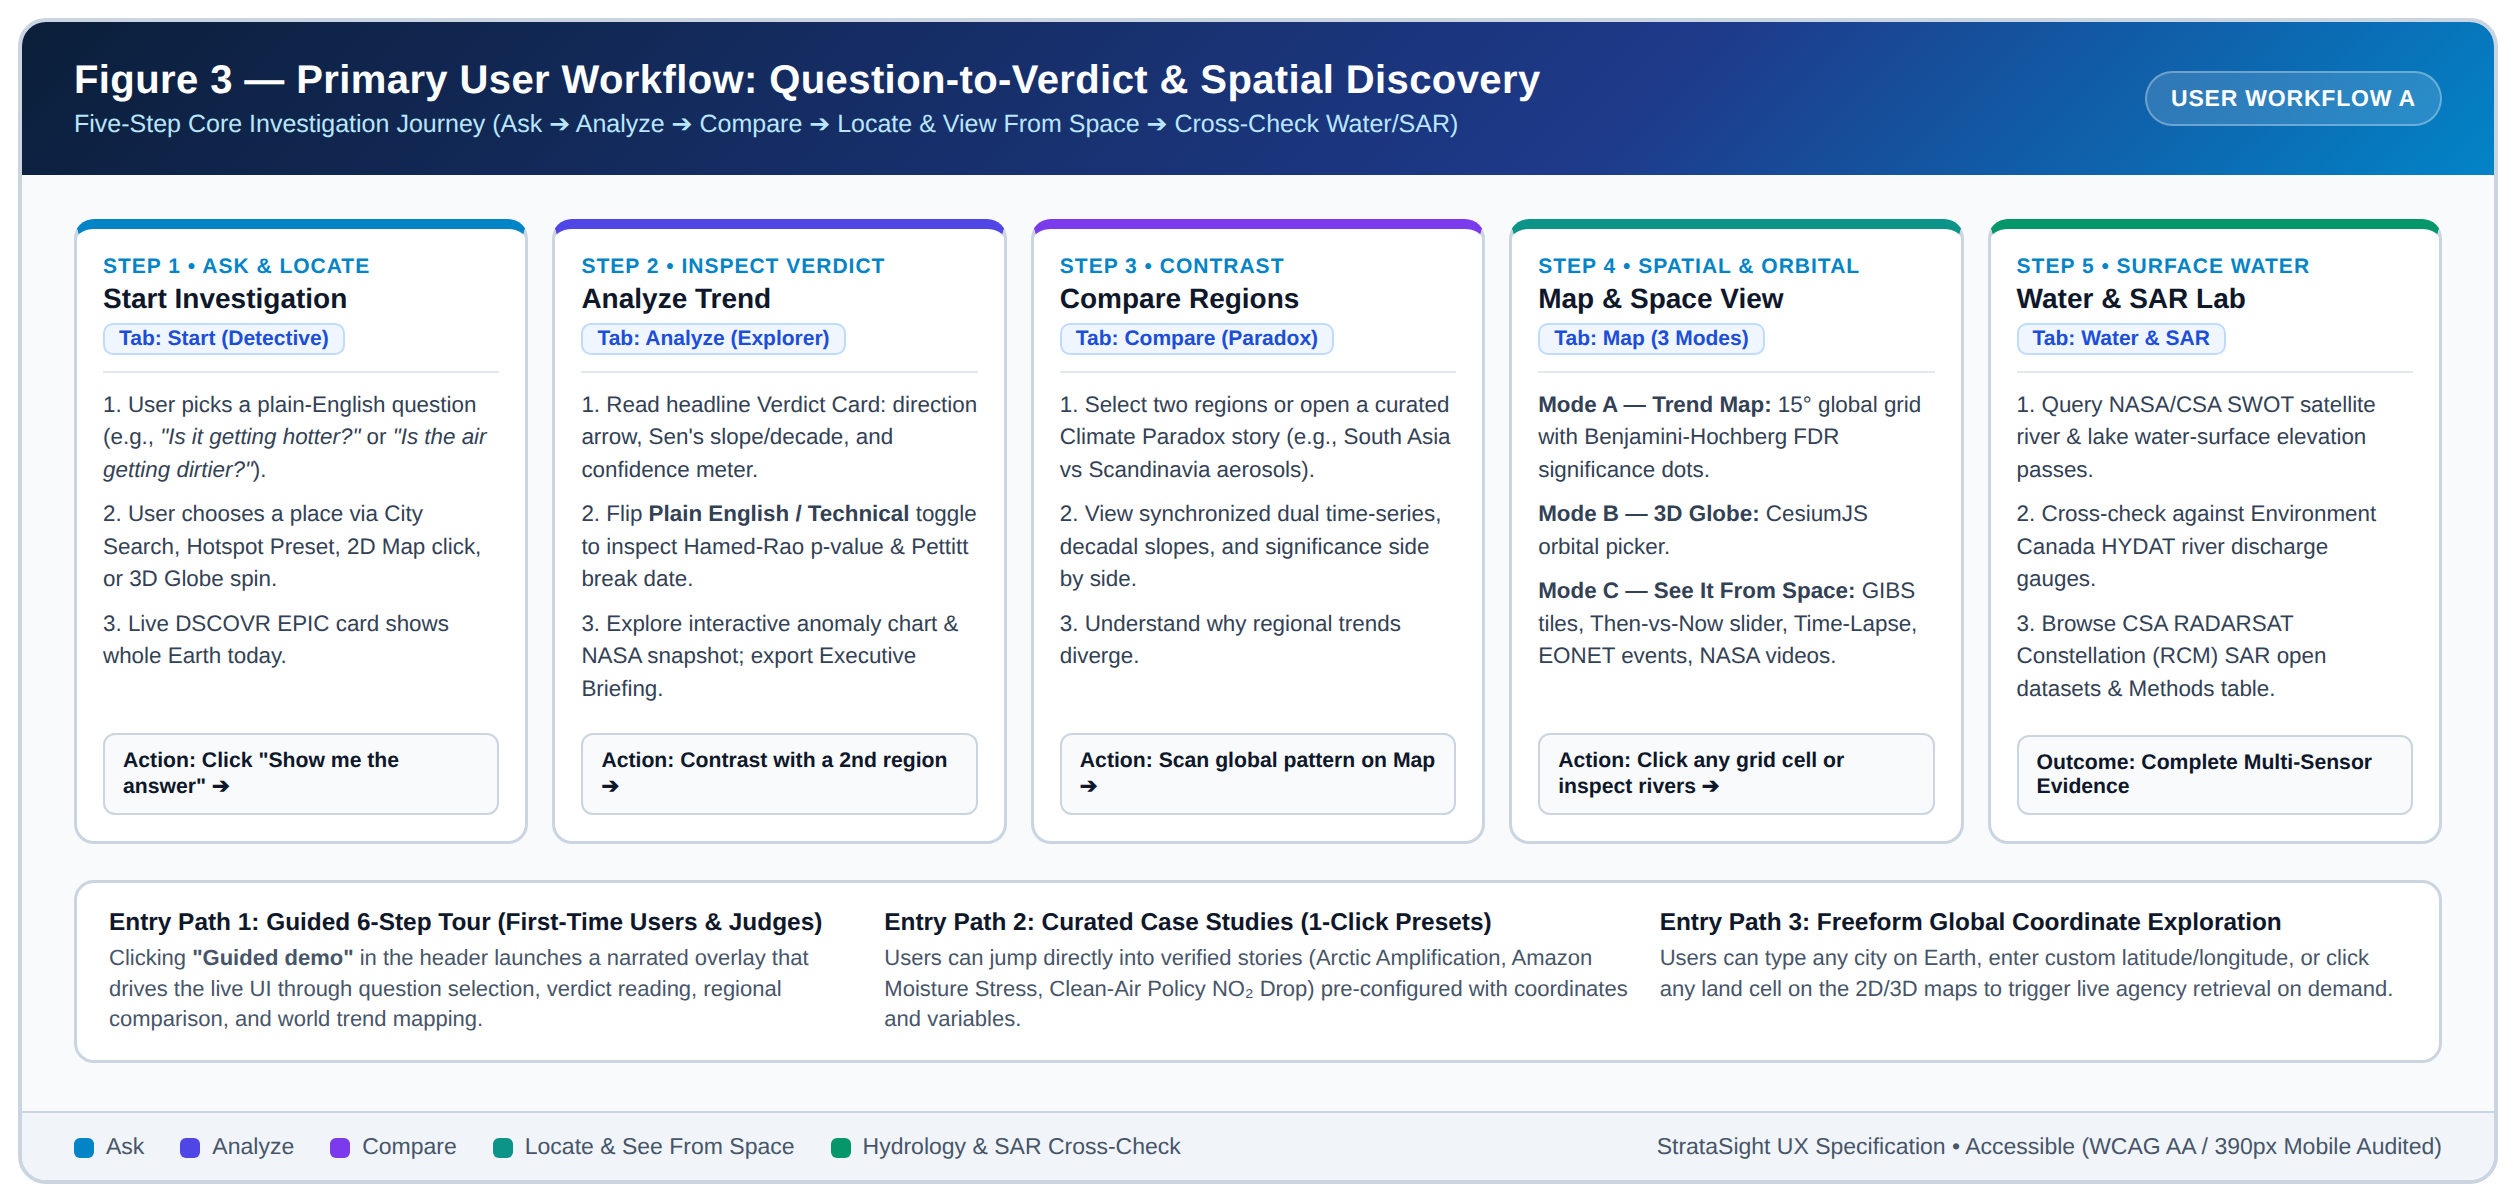 Figure 3 — Primary User Workflow: Question-to-Verdict & Spatial Discovery
Five-Step Core Investigation Journey (Ask ➔ Analyze ➔ Compare ➔ Locate & View From Space ➔ Cross-Check Water/SAR)
USER WORKFLOW A
STEP 1 • ASK & LOCATE
Start Investigation
Tab: Start (Detective)
1. User picks a plain-English question
(e.g., "Is it getting hotter?" or "Is the air
getting dirtier?").
2. User chooses a place via City
Search, Hotspot Preset, 2D Map click,
or 3D Globe spin.
3. Live DSCOVR EPIC card shows
whole Earth today.
Action: Click "Show me the
answer" ➔
STEP 2 • INSPECT VERDICT
Analyze Trend
Tab: Analyze (Explorer)
1. Read headline Verdict Card: direction
arrow, Sen's slope/decade, and
confidence meter.
2. Flip Plain English / Technical toggle
to inspect Hamed-Rao p-value & Pettitt
break date.
3. Explore interactive anomaly chart &
NASA snapshot; export Executive
Briefing.
Action: Contrast with a 2nd region
➔
STEP 3 • CONTRAST
Compare Regions
Tab: Compare (Paradox)
1. Select two regions or open a curated
Climate Paradox story (e.g., South Asia
vs Scandinavia aerosols).
2. View synchronized dual time-series,
decadal slopes, and significance side
by side.
3. Understand why regional trends
diverge.
Action: Scan global pattern on Map
➔
STEP 4 • SPATIAL & ORBITAL
Map & Space View
Tab: Map (3 Modes)
Mode A — Trend Map: 15° global grid
with Benjamini-Hochberg FDR
significance dots.
Mode B — 3D Globe: CesiumJS
orbital picker.
Mode C — See It From Space: GIBS
tiles, Then-vs-Now slider, Time-Lapse,
EONET events, NASA videos.
Action: Click any grid cell or
inspect rivers ➔
STEP 5 • SURFACE WATER
Water & SAR Lab
Tab: Water & SAR
1. Query NASA/CSA SWOT satellite
river & lake water-surface elevation
passes.
2. Cross-check against Environment
Canada HYDAT river discharge
gauges.
3. Browse CSA RADARSAT
Constellation (RCM) SAR open
datasets & Methods table.
Outcome: Complete Multi-Sensor
Evidence
Entry Path 1: Guided 6-Step Tour (First-Time Users & Judges)
Clicking "Guided demo" in the header launches a narrated overlay that
drives the live UI through question selection, verdict reading, regional
comparison, and world trend mapping.
Entry Path 2: Curated Case Studies (1-Click Presets)
Users can jump directly into verified stories (Arctic Amplification, Amazon
Moisture Stress, Clean-Air Policy NO₂ Drop) pre-configured with coordinates
and variables.
Entry Path 3: Freeform Global Coordinate Exploration
Users can type any city on Earth, enter custom latitude/longitude, or click
any land cell on the 2D/3D maps to trigger live agency retrieval on demand.
Ask
Analyze
Compare
Locate & See From Space
Hydrology & SAR Cross-Check
StrataSight UX Specification • Accessible (WCAG AA / 390px Mobile Audited)